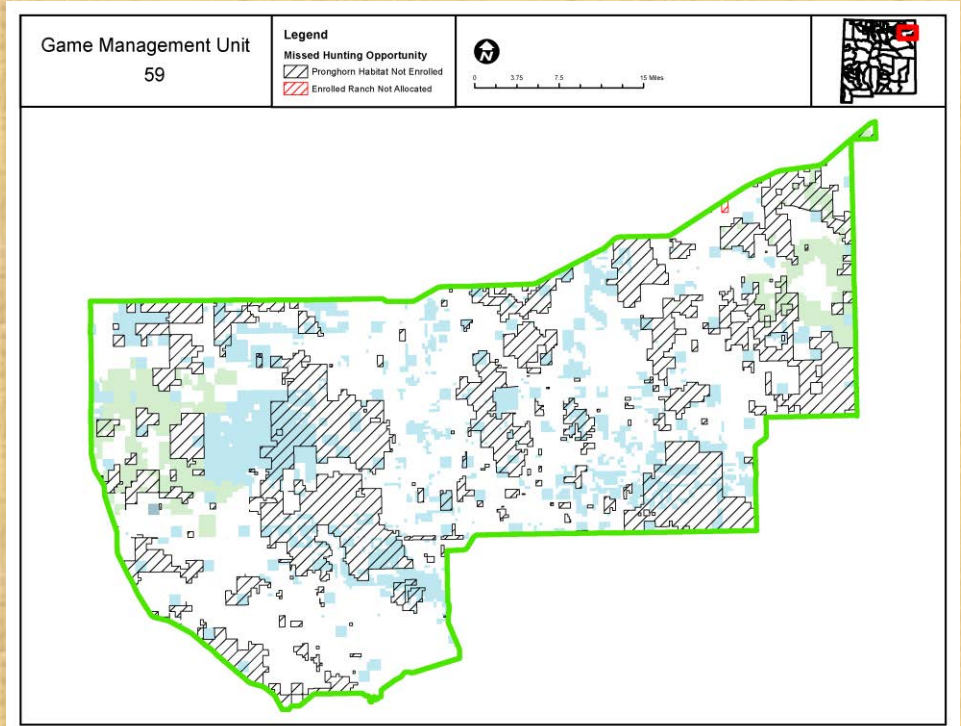 Game Management Unit
59
Legend
Missed Hunting Opportunity
Pronghorn Habitat Not Enrolled
Enrolled Ranch Not Allocated
N
0 3.75 7.5 15 Miles